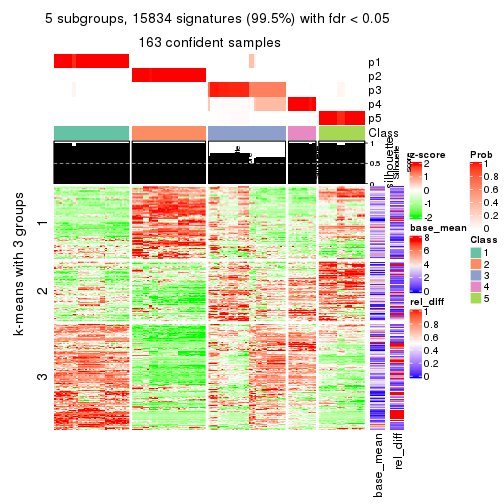 5 subgroups, 15834 signatures (99.5%) with fdr < 0.05
163 confident samples
p1
p2
p3
p4
p5
Class
1
0.5
0
silhouette
Silhouette
score
k-means with 3 groups
1
2
3
base_mean
rel_diff
z-score
2
1
0
-1
-2
base_mean
8
6
4
2
0
rel_diff
1
0.8
0.6
0.4
0.2
0
Prob
1
0.8
0.6
0.4
0.2
0
Class
1
2
3
4
5